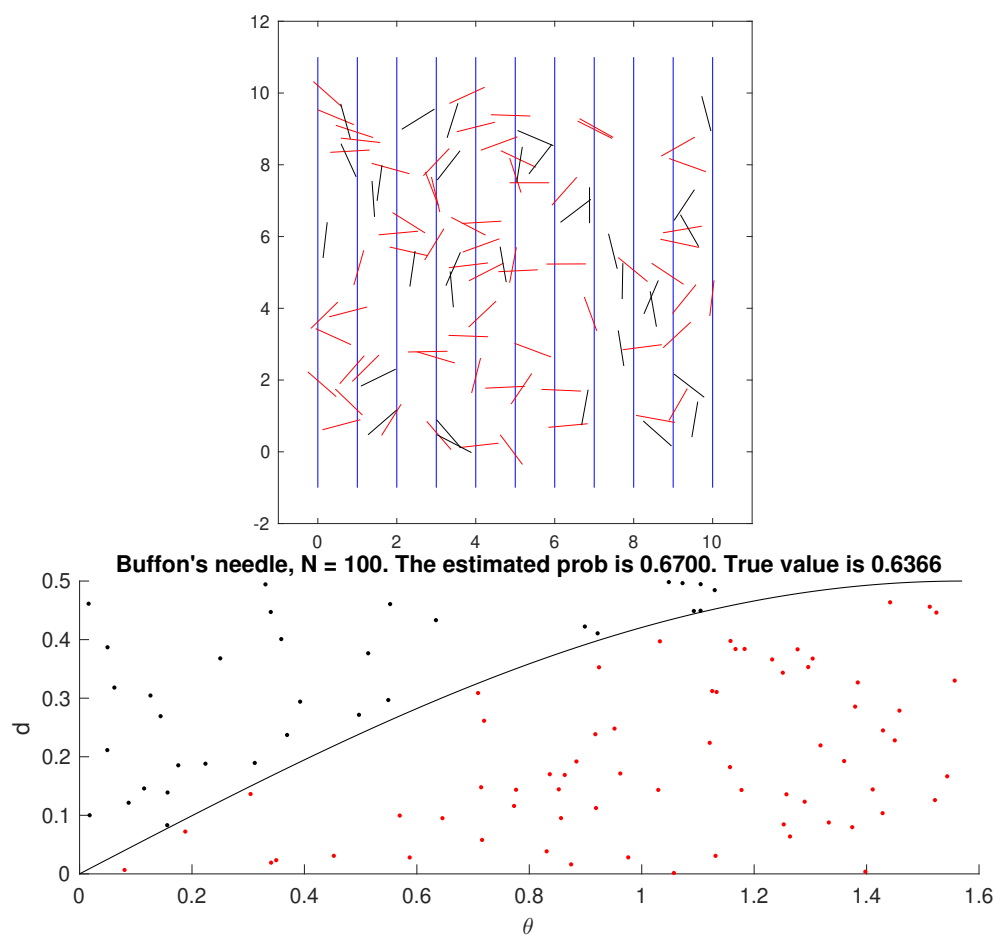 12
10
8
6
4
2
0
-2
0 2 4 6 8 10
Buffon's needle, N = 100. The estimated prob is 0.6700. True value is 0.6366
0.5
0.4
0.3
0.2
0.1
0
d
0 0.2 0.4 0.6 0.8 1 1.2 1.4 1.6
θ